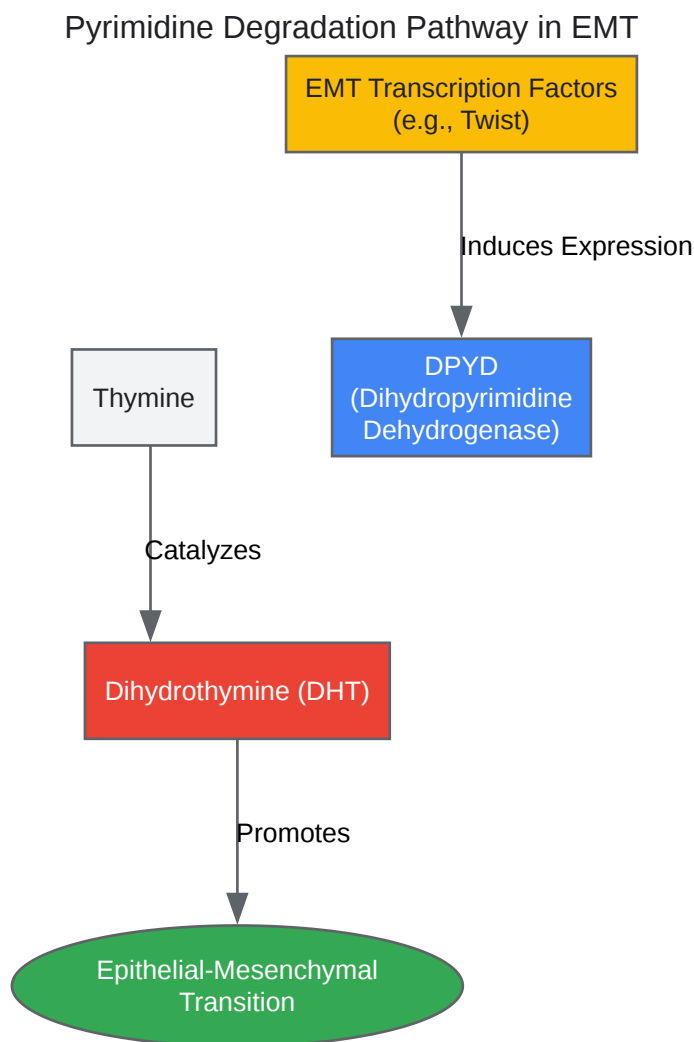 Pyrimidine Degradation Pathway in EMT
EMT Transcription Factors
(e.g., Twist)
Induces Expression
DPYD
(Dihydropyrimidine
Dehydrogenase)
Thymine
Catalyzes
Dihydrothymine (DHT)
Promotes
Epithelial-Mesenchymal
Transition